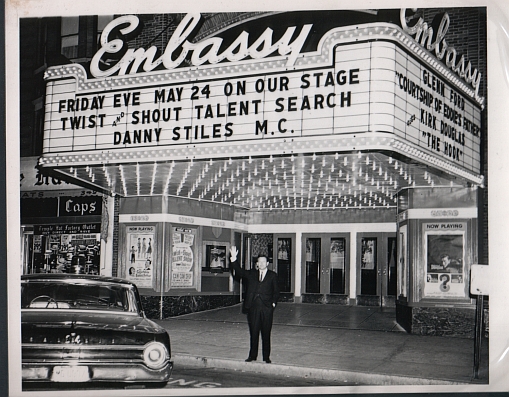 Embassy
Embassy
FRIDAY EVE MAY 24 ON OUR STAGE
TWIST AND SHOUT TALENT SEARCH
DANNY STILES M.C.
GLENN FORD
"COURTSHIP OF EDDIE'S FATHER"
AND
KIRK DOUGLAS
"THE HOOK"
Caps
NOW PLAYING
NOW PLAYING
?